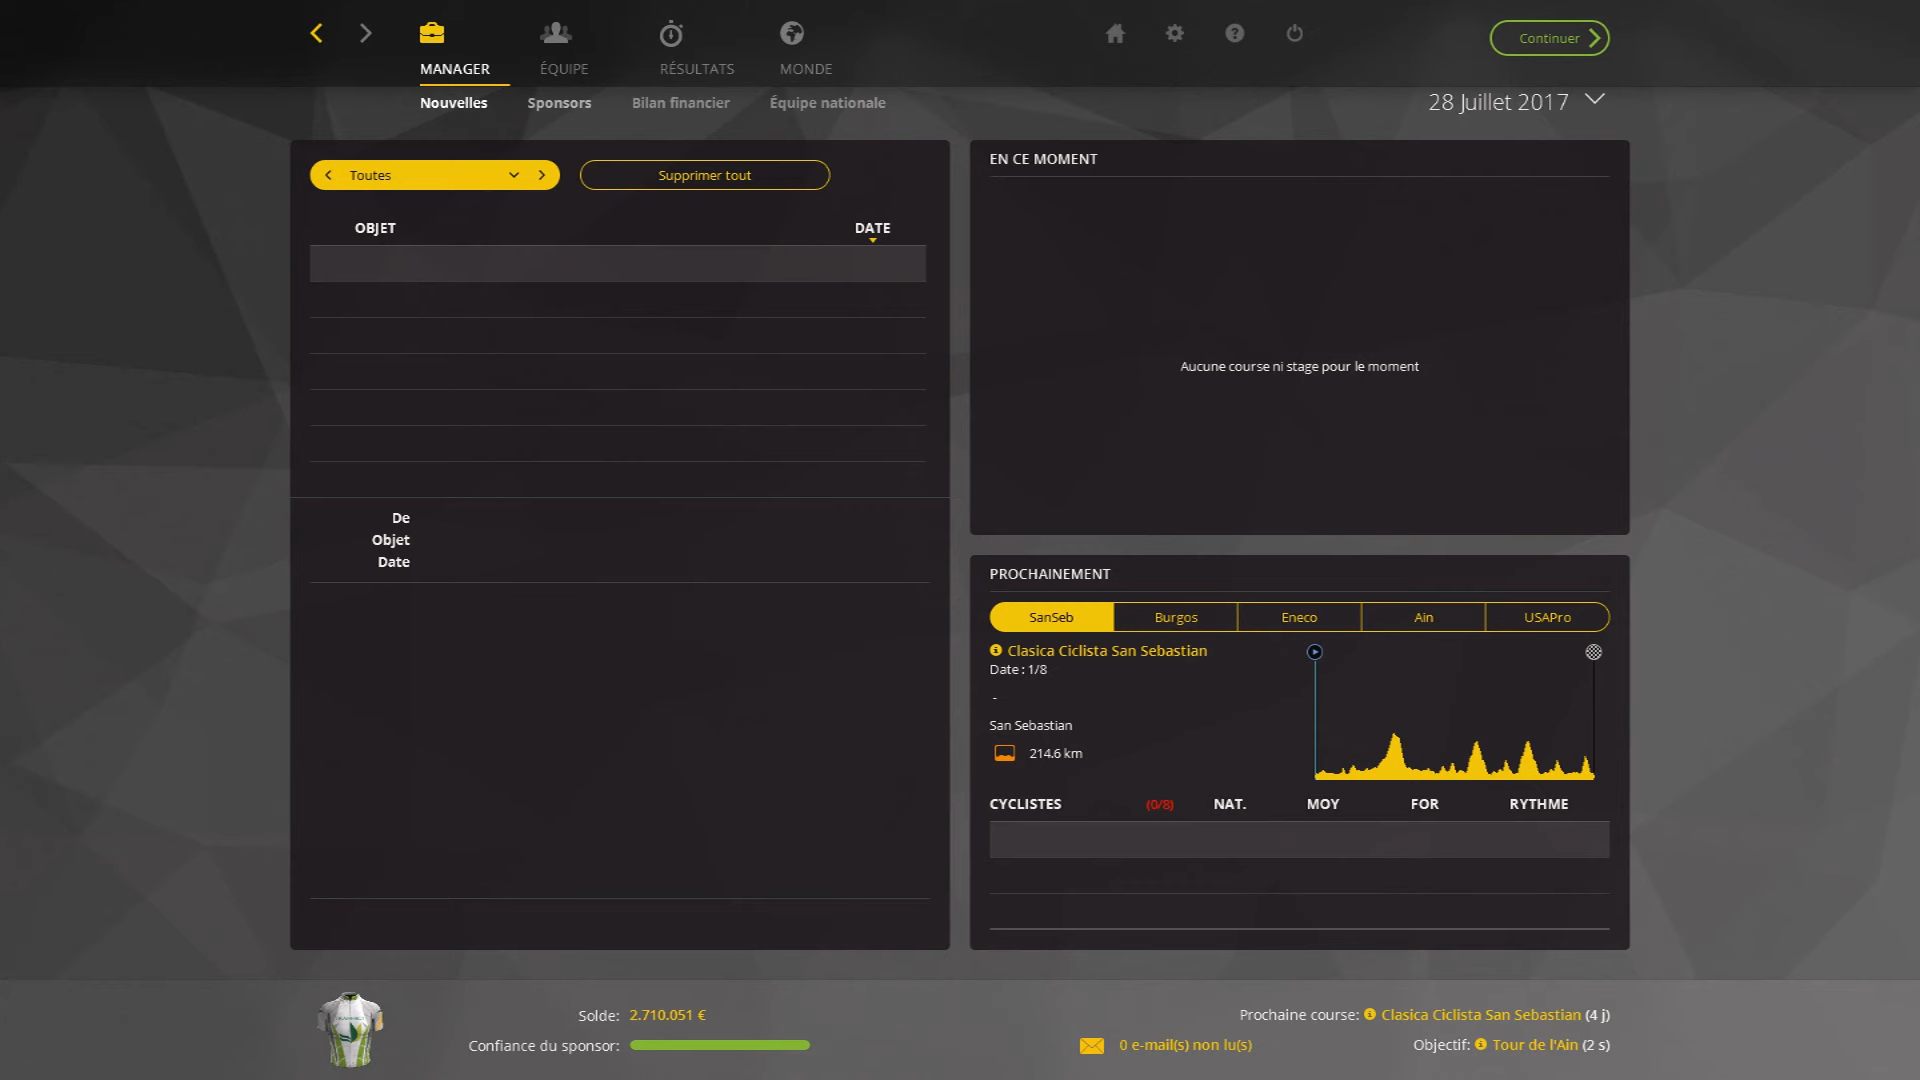 MANAGER
ÉQUIPE
RÉSULTATS
MONDE
Continuer
Nouvelles
Sponsors
Bilan financier
Équipe nationale
28 Juillet 2017
Toutes
Supprimer tout
OBJET
DATE
De
Objet
Date
EN CE MOMENT
Aucune course ni stage pour le moment
PROCHAINEMENT
SanSeb
Burgos
Eneco
Ain
USAPro
Clasica Ciclista San Sebastian
Date : 1/8
-
San Sebastian
214.6 km
CYCLISTES (0/8) NAT. MOY FOR RYTHME
Solde: 2.710.051 €
Confiance du sponsor:
0 e-mail(s) non lu(s)
Prochaine course: Clasica Ciclista San Sebastian (4 j)
Objectif: Tour de l'Ain (2 s)